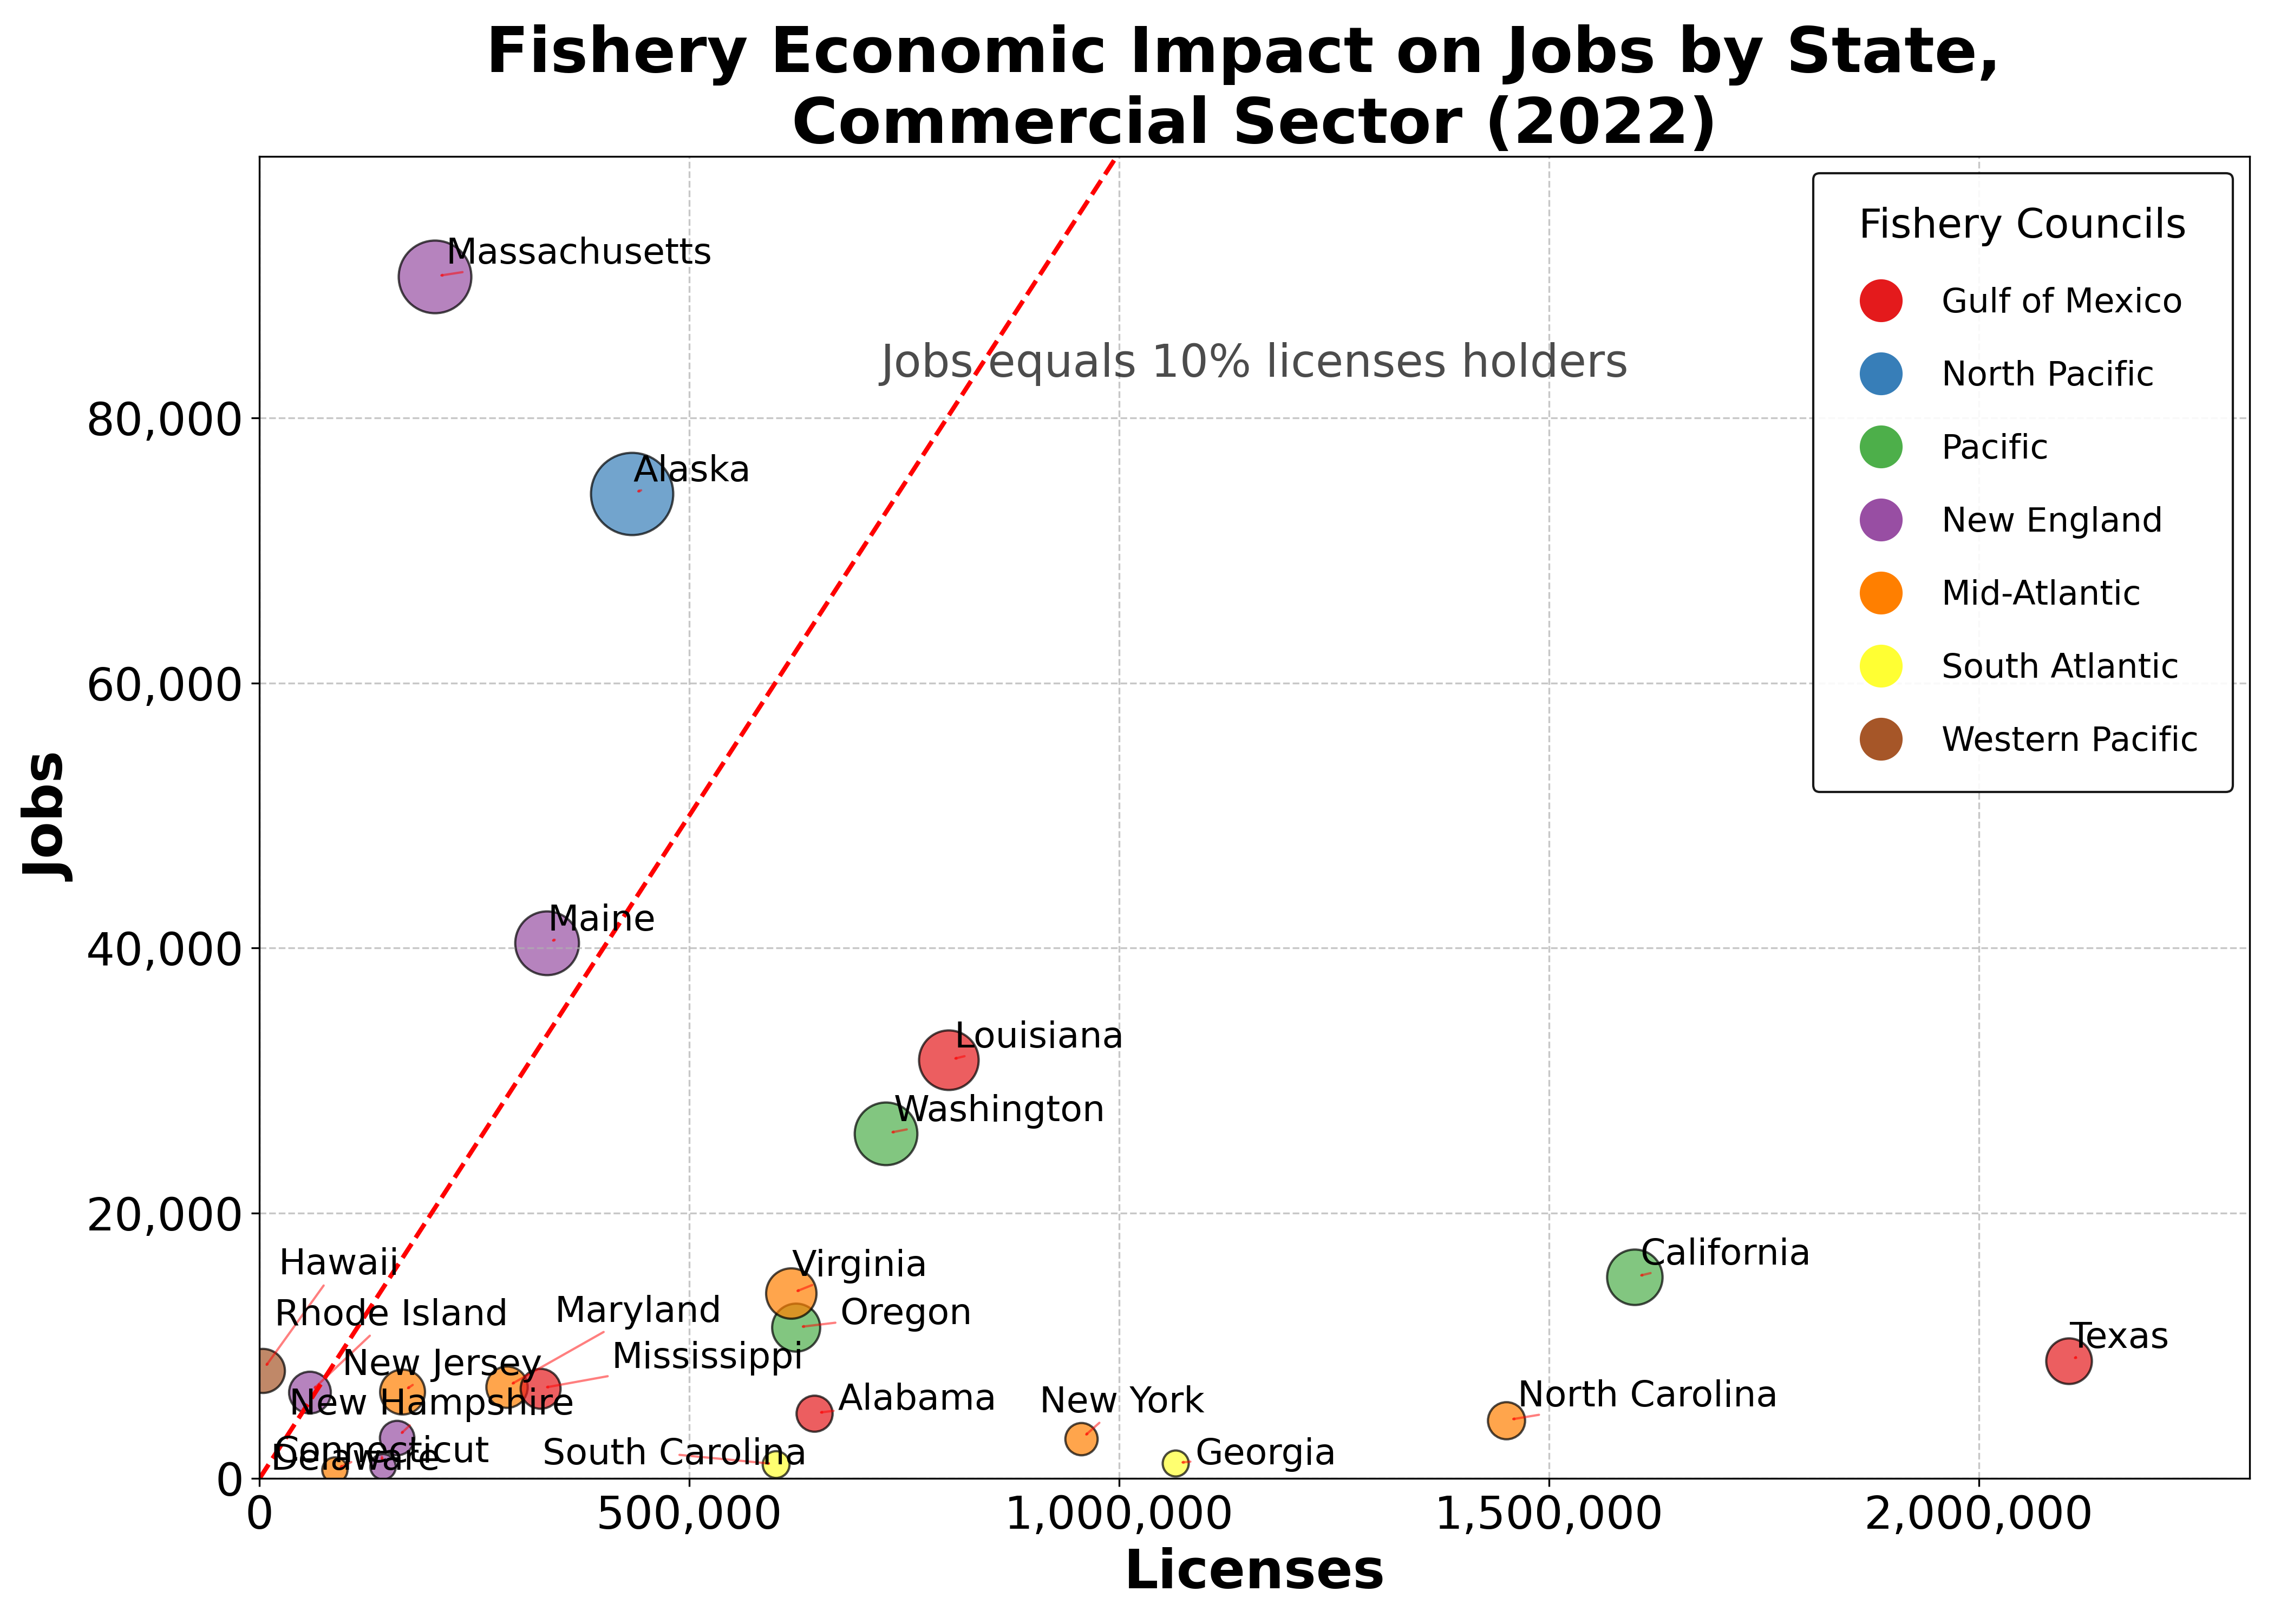 Fishery Economic Impact on Jobs by State,
Commercial Sector (2022)
Jobs
80,000
60,000
40,000
20,000
0
0
500,000
1,000,000
1,500,000
2,000,000
Licenses
Massachusetts
Jobs equals 10% licenses holders
Alaska
Maine
Louisiana
Washington
Hawaii
Virginia
California
Rhode Island
Maryland
Oregon
Texas
New Jersey
Mississippi
New Hampshire
Alabama
New York
North Carolina
Connecticut
Delaware
South Carolina
Georgia
Fishery Councils
Gulf of Mexico
North Pacific
Pacific
New England
Mid-Atlantic
South Atlantic
Western Pacific